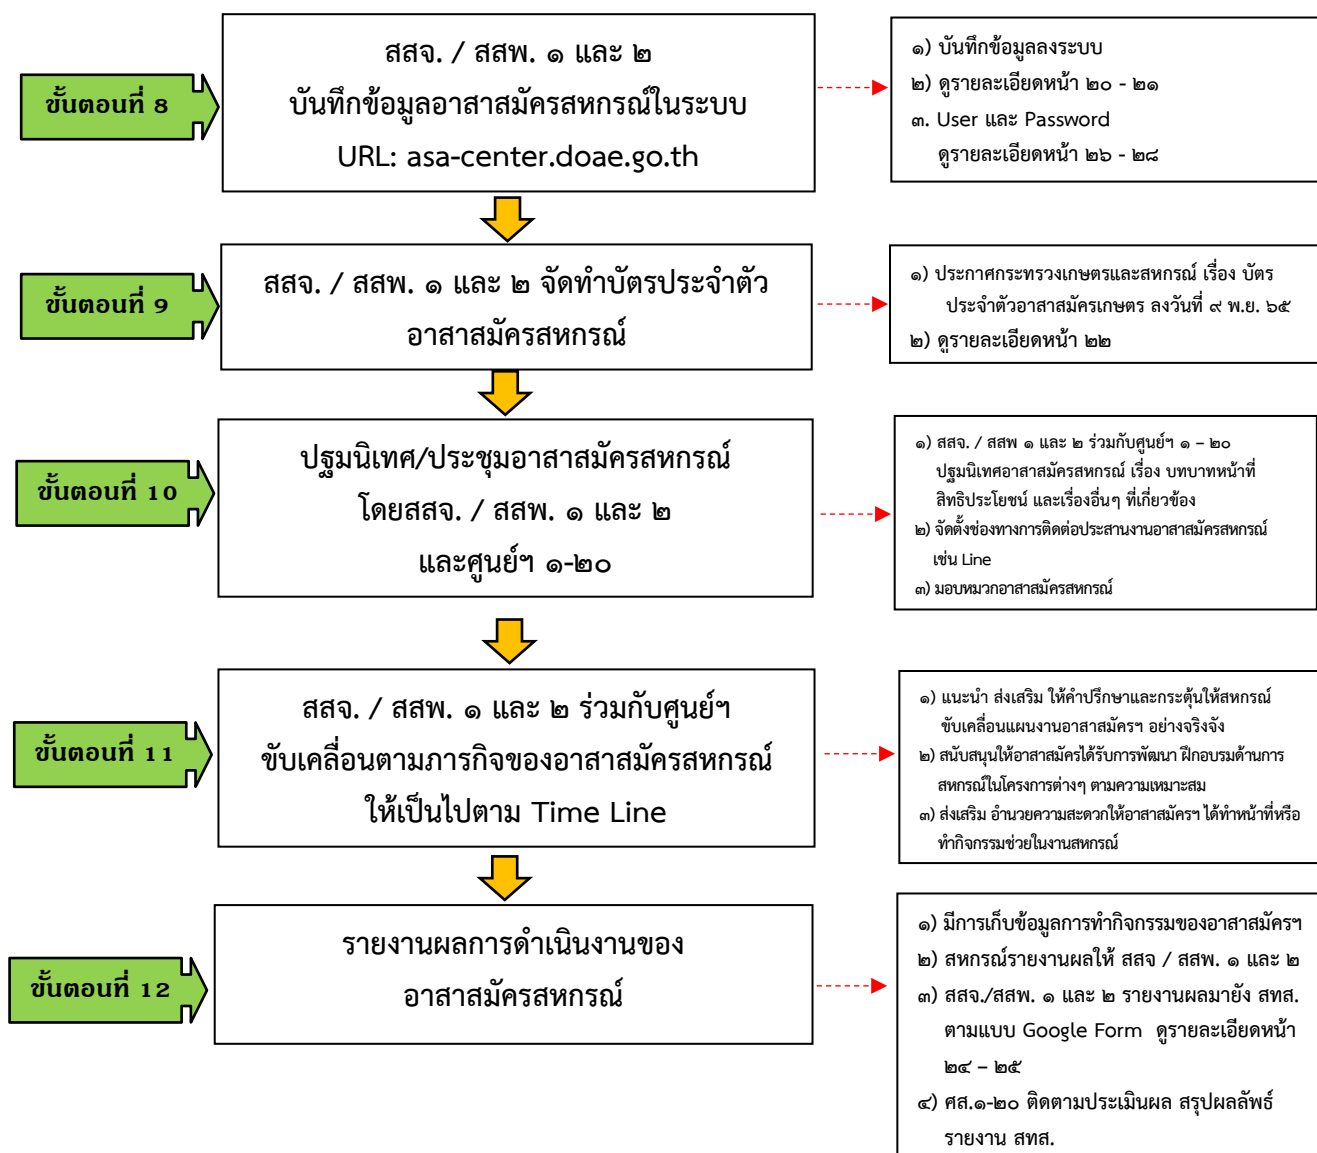 ขั้นตอนที่ 8
สสจ. / สสพ. ๑ และ ๒
บันทึกข้อมูลอาสาสมัครสหกรณ์ในระบบ
URL: asa-center.doae.go.th
๑) บันทึกข้อมูลลงระบบ
๒) ดูรายละเอียดหน้า ๒๐ - ๒๑
๓. User และ Password
ดูรายละเอียดหน้า ๒๖ - ๒๘
ขั้นตอนที่ 9
สสจ. / สสพ. ๑ และ ๒ จัดทำบัตรประจำตัว
อาสาสมัครสหกรณ์
๑) ประกาศกระทรวงเกษตรและสหกรณ์ เรื่อง บัตร
ประจำตัวอาสาสมัครเกษตร ลงวันที่ ๙ พ.ย. ๖๕
๒) ดูรายละเอียดหน้า ๒๒
ขั้นตอนที่ 10
ปฐมนิเทศ/ประชุมอาสาสมัครสหกรณ์
โดยสสจ. / สสพ. ๑ และ ๒
และศูนย์ฯ ๑-๒๐
๑) สสจ. / สสพ ๑ และ ๒ ร่วมกับศูนย์ฯ ๑ – ๒๐
ปฐมนิเทศอาสาสมัครสหกรณ์ เรื่อง บทบาทหน้าที่
สิทธิประโยชน์ และเรื่องอื่นๆ ที่เกี่ยวข้อง
๒) จัดตั้งช่องทางการติดต่อประสานงานอาสาสมัครสหกรณ์
เช่น Line
๓) มอบหมวกอาสาสมัครสหกรณ์
ขั้นตอนที่ 11
สสจ. / สสพ. ๑ และ ๒ ร่วมกับศูนย์ฯ
ขับเคลื่อนตามภารกิจของอาสาสมัครสหกรณ์
ให้เป็นไปตาม Time Line
๑) แนะนำ ส่งเสริม ให้คำปรึกษาและกระตุ้นให้สหกรณ์
ขับเคลื่อนแผนงานอาสาสมัครฯ อย่างจริงจัง
๒) สนับสนุนให้อาสาสมัครได้รับการพัฒนา ฝึกอบรมด้านการ
สหกรณ์ในโครงการต่างๆ ตามความเหมาะสม
๓) ส่งเสริม อำนวยความสะดวกให้อาสาสมัครฯ ได้ทำหน้าที่หรือ
ทำกิจกรรมช่วยในงานสหกรณ์
ขั้นตอนที่ 12
รายงานผลการดำเนินงานของ
อาสาสมัครสหกรณ์
๑) มีการเก็บข้อมูลการทำกิจกรรมของอาสาสมัครฯ
๒) สหกรณ์รายงานผลให้ สสจ / สสพ. ๑ และ ๒
๓) สสจ./สสพ. ๑ และ ๒ รายงานผลมายัง สทส.
ตามแบบ Google Form ดูรายละเอียดหน้า
๒๔ – ๒๕
๔) ศส.๑-๒๐ ติดตามประเมินผล สรุปผลลัพธ์
รายงาน สทส.